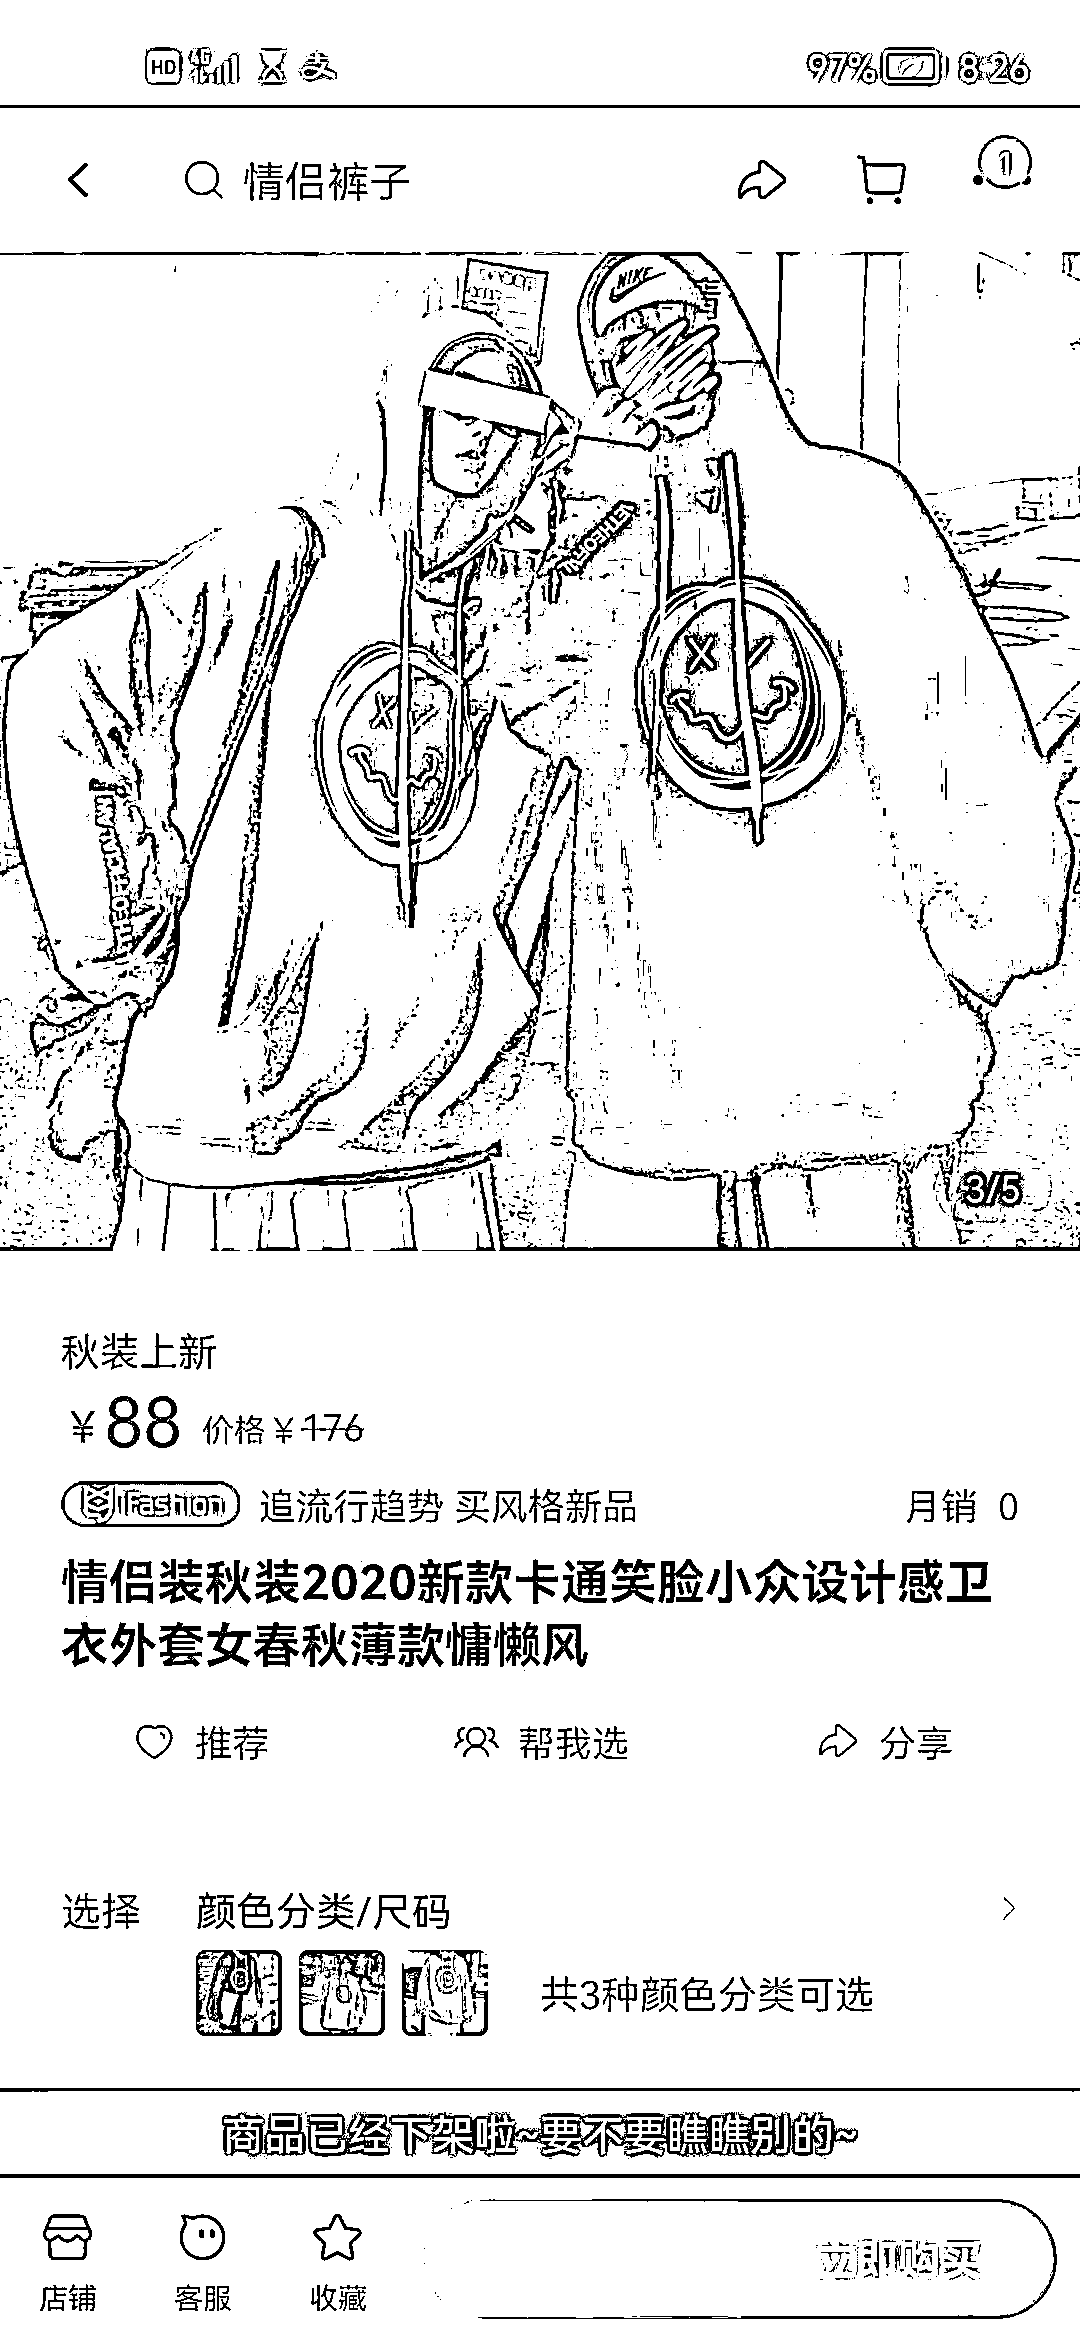 HD 97% 8:26
情侣裤子 1
NIKE
3/5
秋装上新
¥88 价格¥176
iFashion 追流行趋势 买风格新品 月销 0
情侣装秋装2020新款卡通笑脸小众设计感卫
衣外套女春秋薄款慵懒风
推荐 帮我选 分享
选择 颜色分类/尺码
共3种颜色分类可选
商品已经下架啦~要不要瞧瞧别的~
店铺 客服 收藏 立即购买